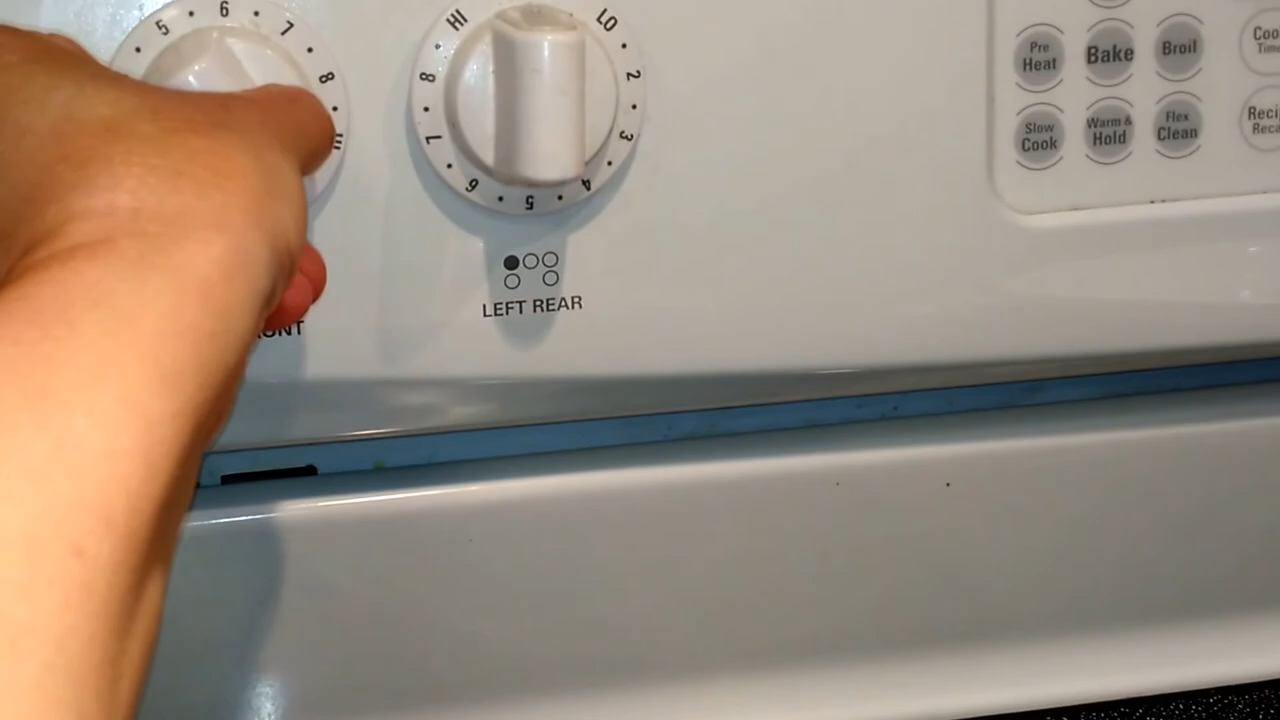 5 6 7 8 HI
HI LO 2 3 4 5 6 7 8
LEFT REAR
Pre Heat
Bake
Broil
Slow Cook
Warm & Hold
Flex Clean